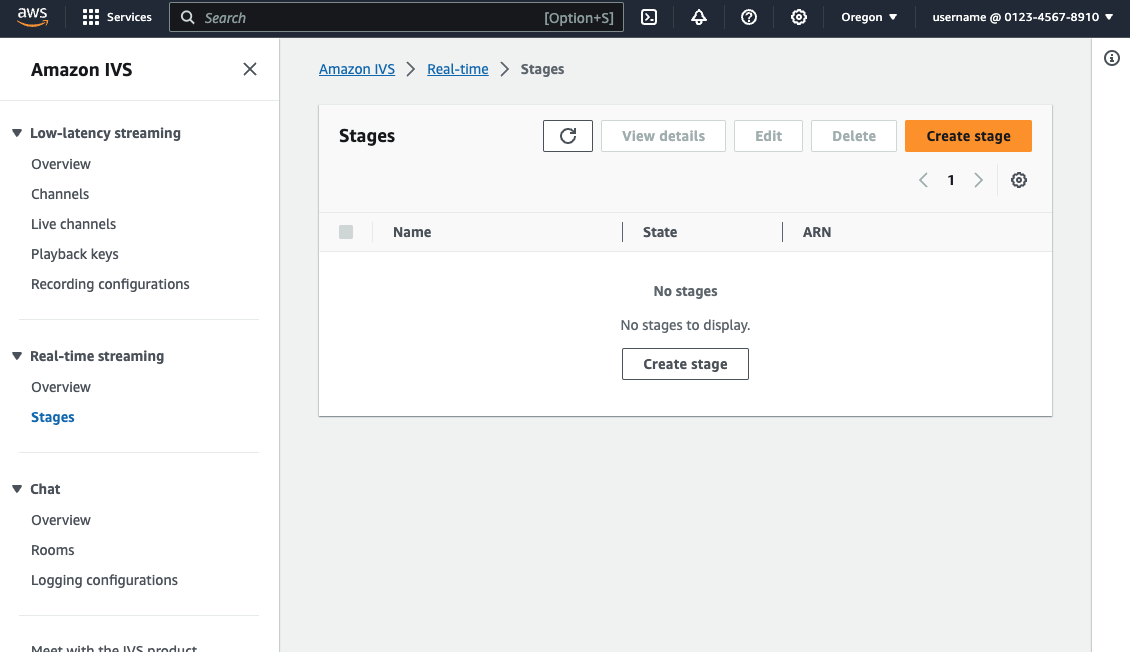 aws
Services
Search [Option+S]
Oregon
username @ 0123-4567-8910
Amazon IVS
Low-latency streaming
Overview
Channels
Live channels
Playback keys
Recording configurations
Real-time streaming
Overview
Stages
Chat
Overview
Rooms
Logging configurations
Meet with the IVS product
Amazon IVS > Real-time > Stages
Stages
View details
Edit
Delete
Create stage
1
Name State ARN
No stages
No stages to display.
Create stage